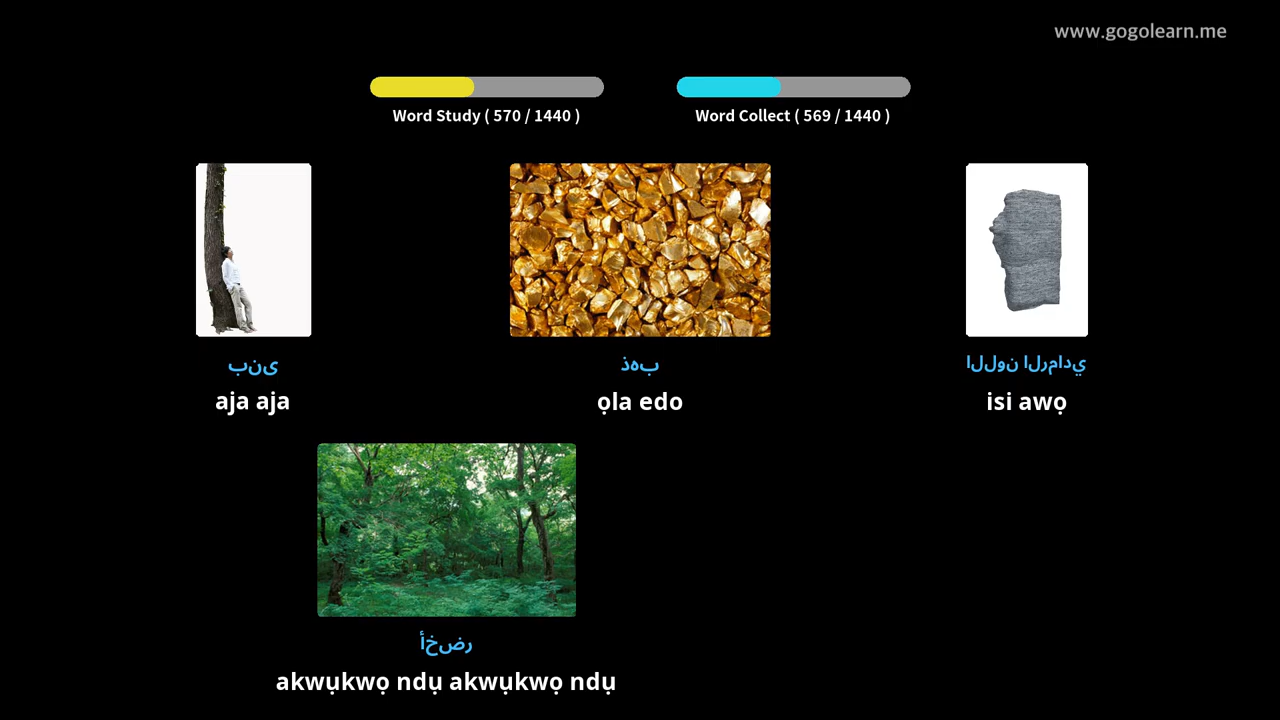 www.gogolearn.me
Word Study ( 570 / 1440 )
Word Collect ( 569 / 1440 )
بنى
ذهب
اللون الرمادي
aja aja
ọla edo
isi awọ
أخضر
akwụkwọ ndụ akwụkwọ ndụ